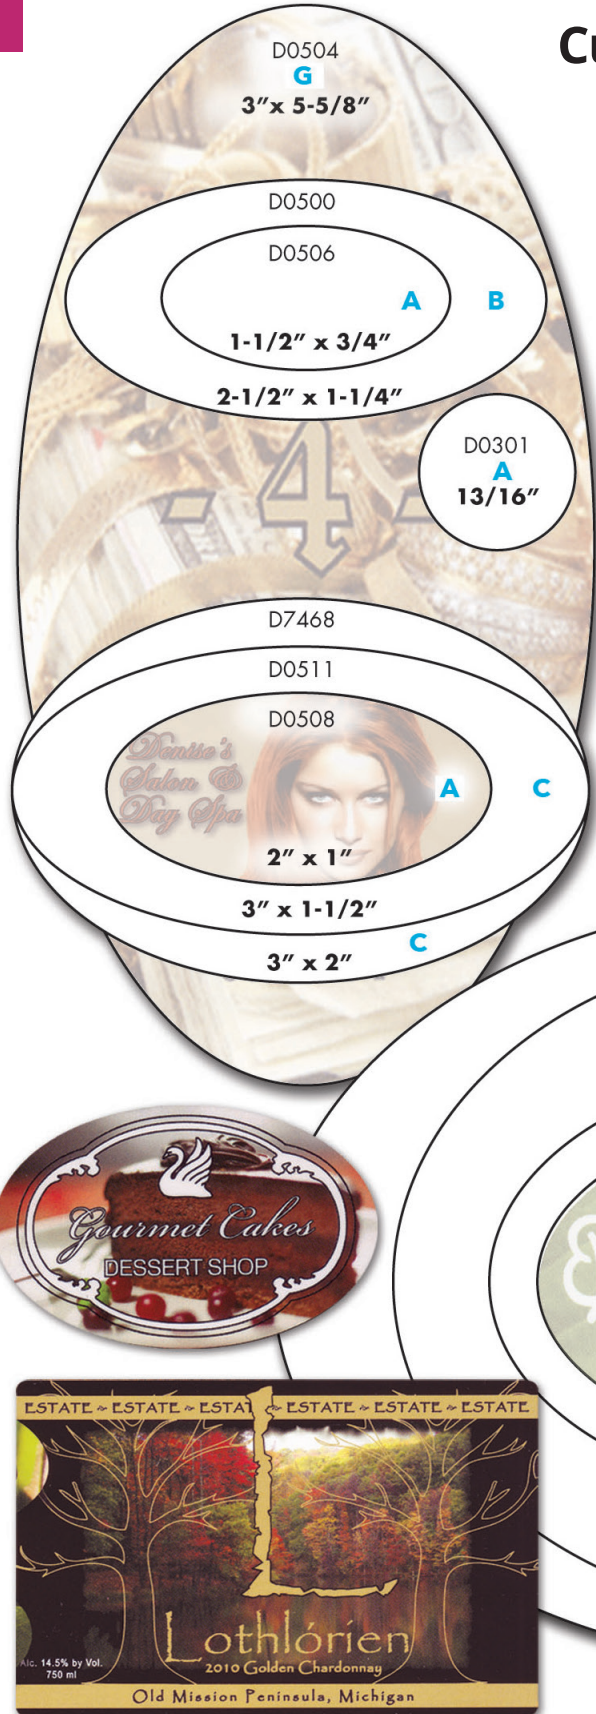 D0504
G
3″x 5-5/8″
D0500
D0506
A B
1-1/2″ x 3/4″
2-1/2″ x 1-1/4″
D0301
A
13/16″
- 4 -
D7468
D0511
D0508
Denise's
Salon &
Day Spa
A C
2″ x 1″
3″ x 1-1/2″
C
3″ x 2″
Gourmet Cakes
DESSERT SHOP
ESTATE ~ ESTATE ~ ESTAT ~ ESTATE ~ ESTATE ~ ESTATE
L
Lothlórien
2010 Golden Chardonnay
Alc. 14.5% by Vol.
750 ml
Old Mission Peninsula, Michigan